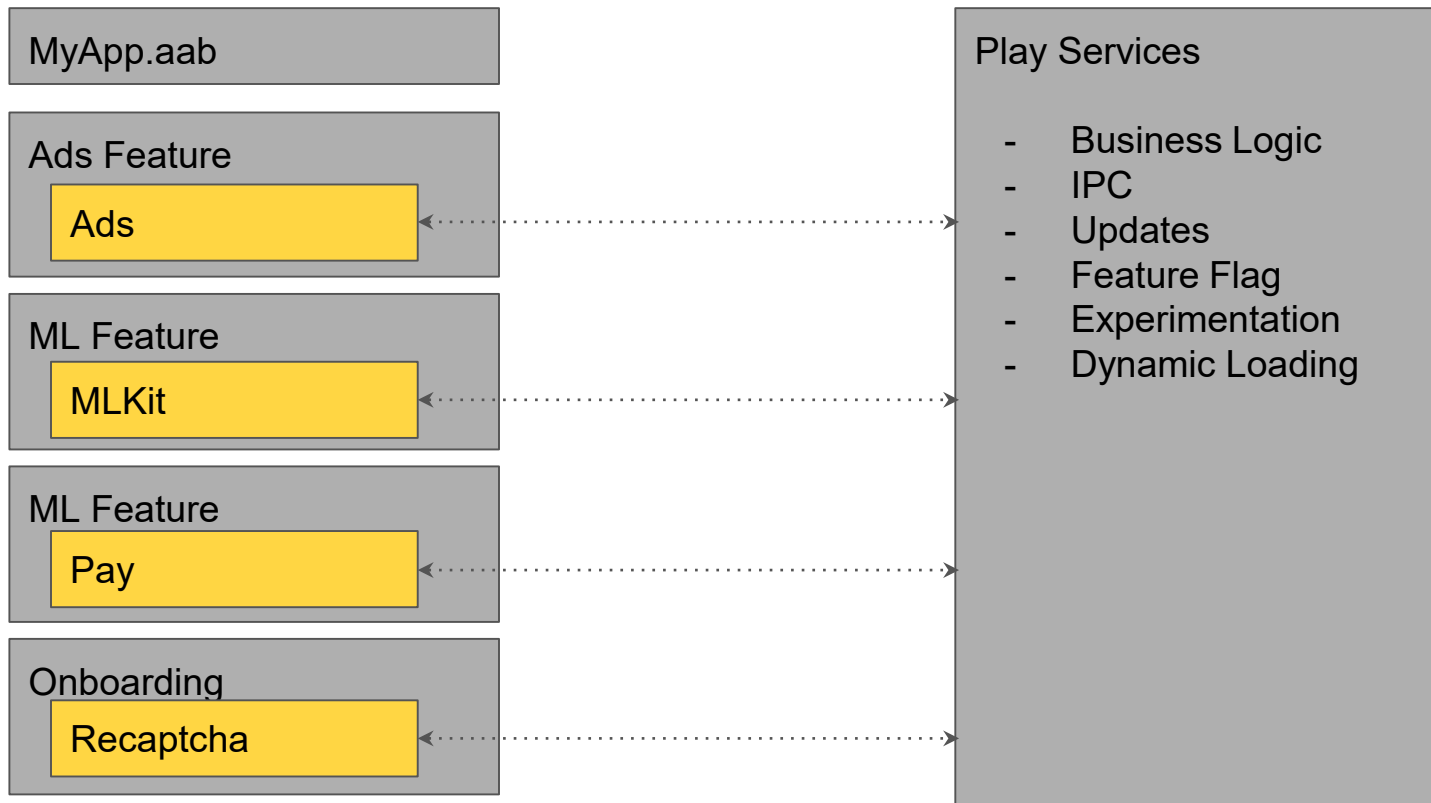 MyApp.aab
Ads Feature
Ads
ML Feature
MLKit
ML Feature
Pay
Onboarding
Recaptcha
Play Services
- Business Logic
- IPC
- Updates
- Feature Flag
- Experimentation
- Dynamic Loading